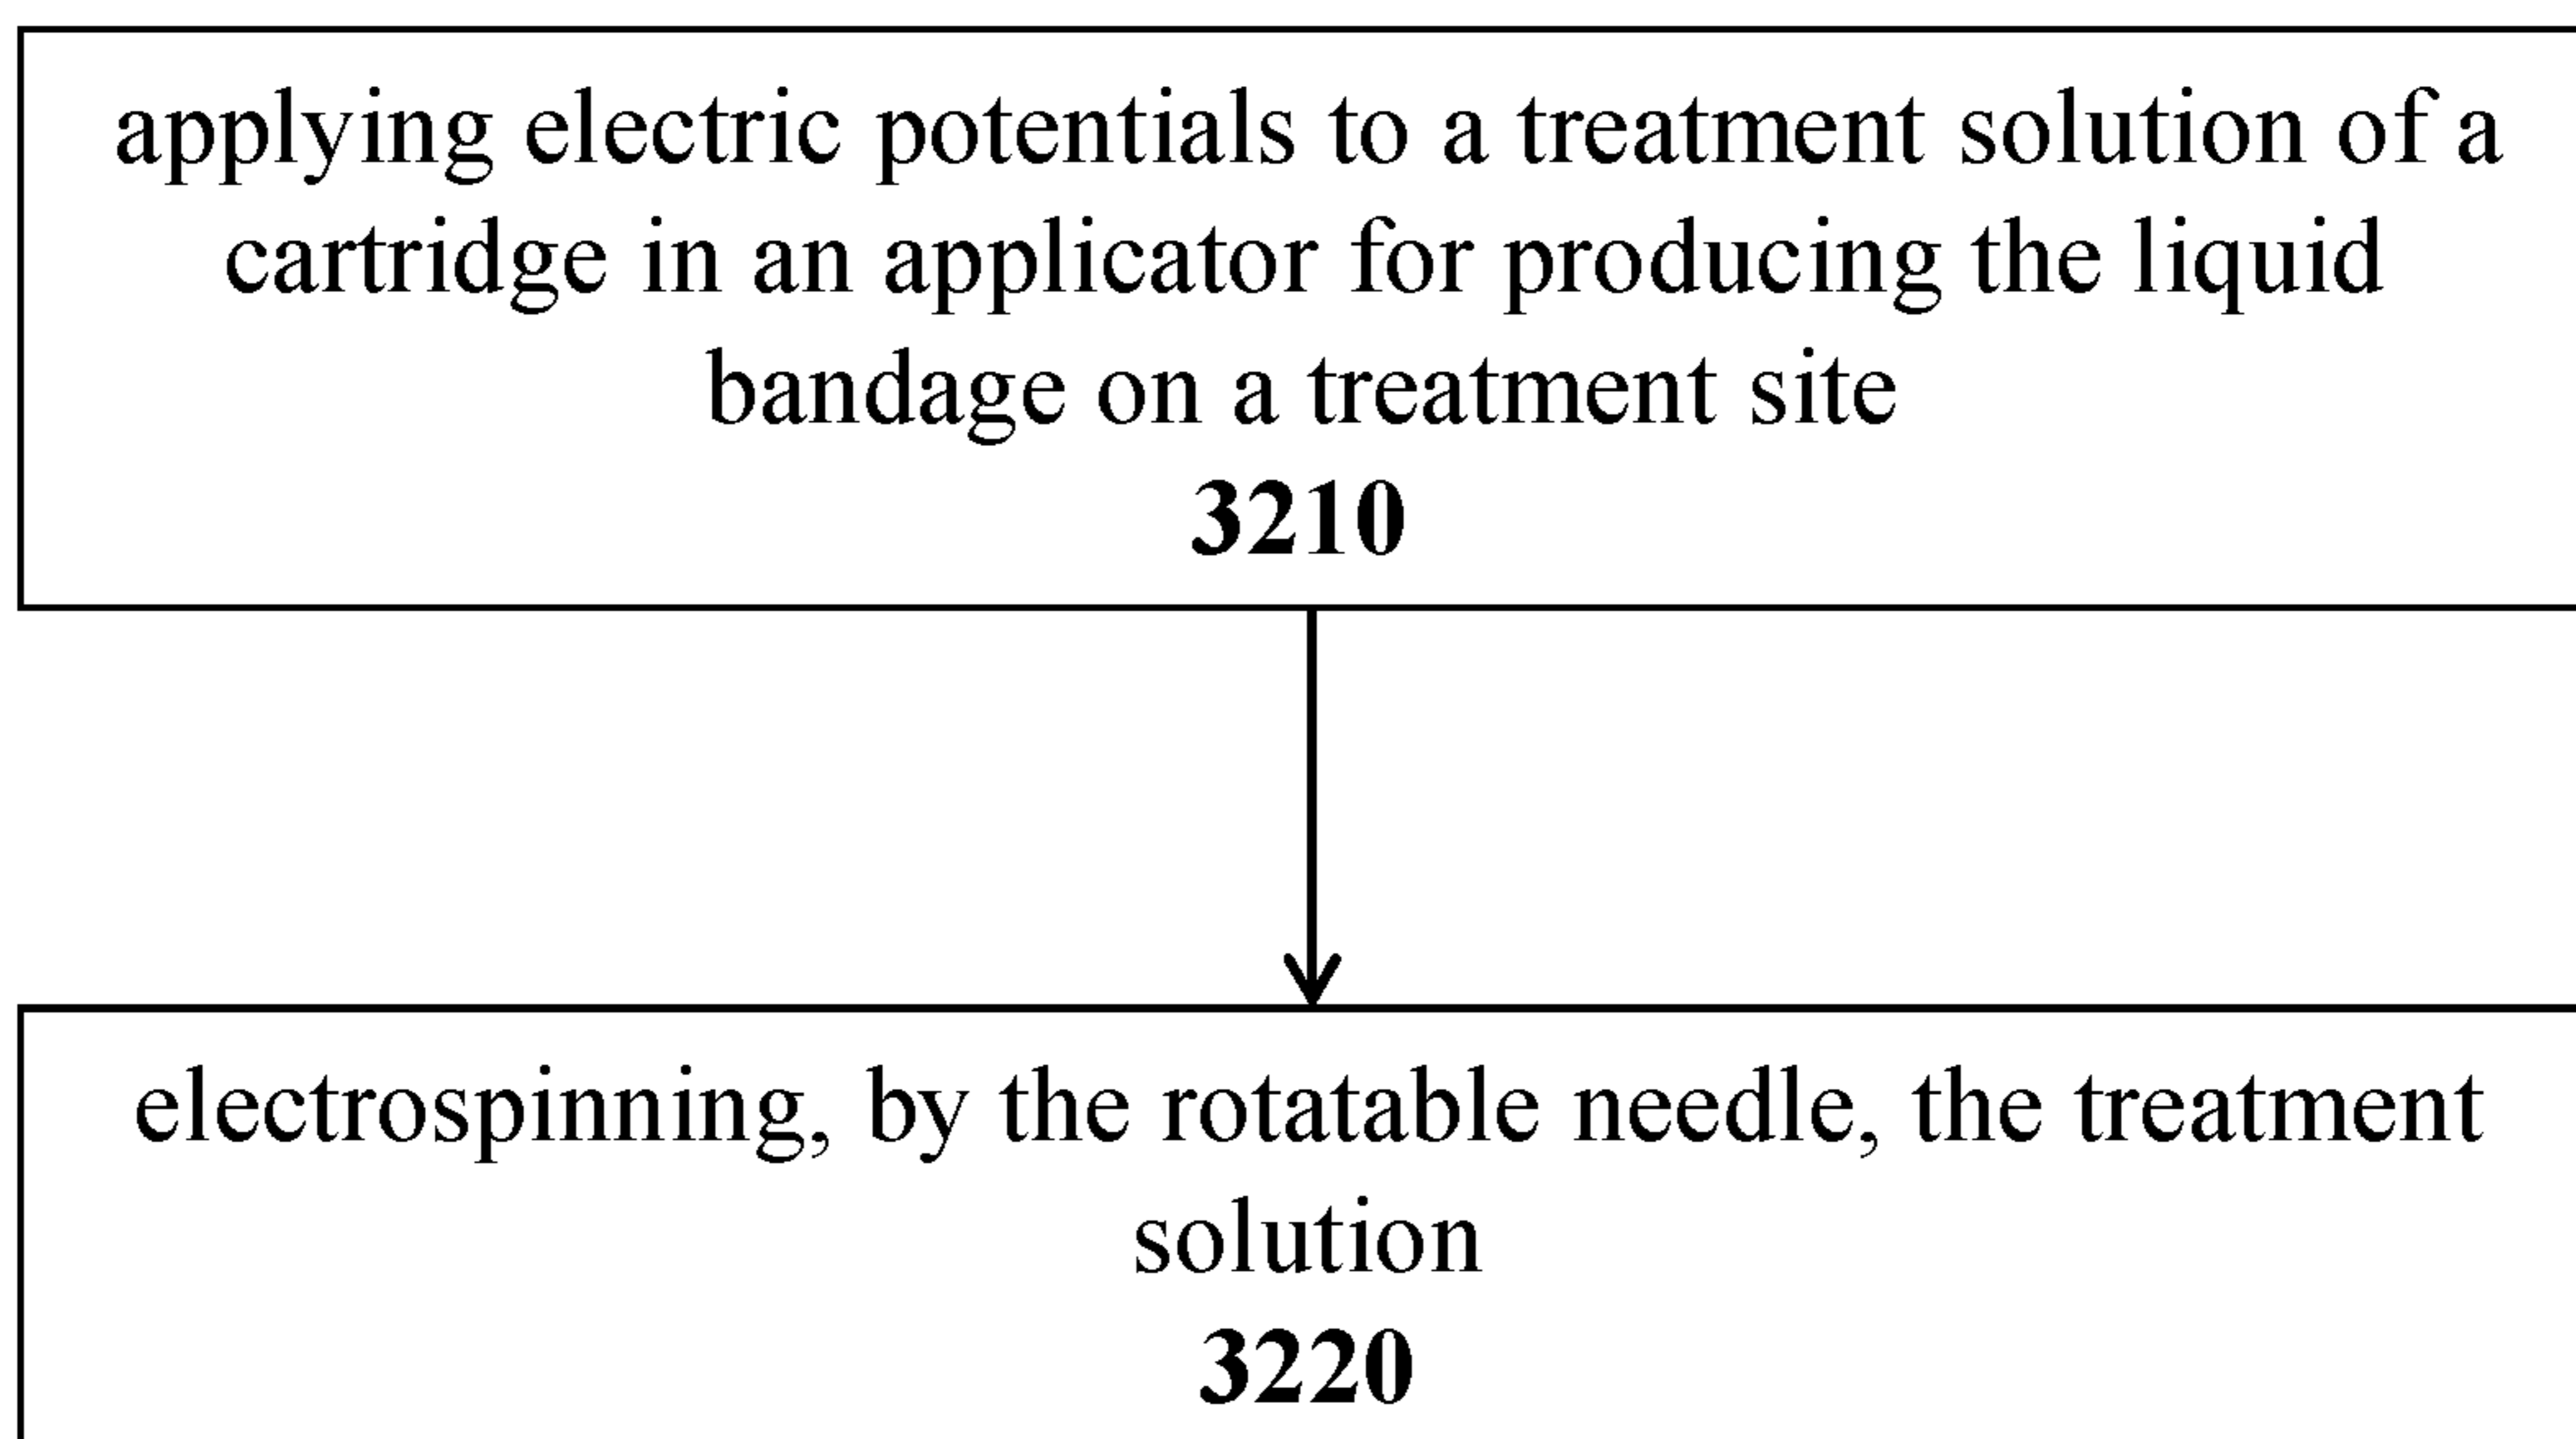 applying electric potentials to a treatment solution of a
cartridge in an applicator for producing the liquid
bandage on a treatment site
3210
electrospinning, by the rotatable needle, the treatment
solution
3220